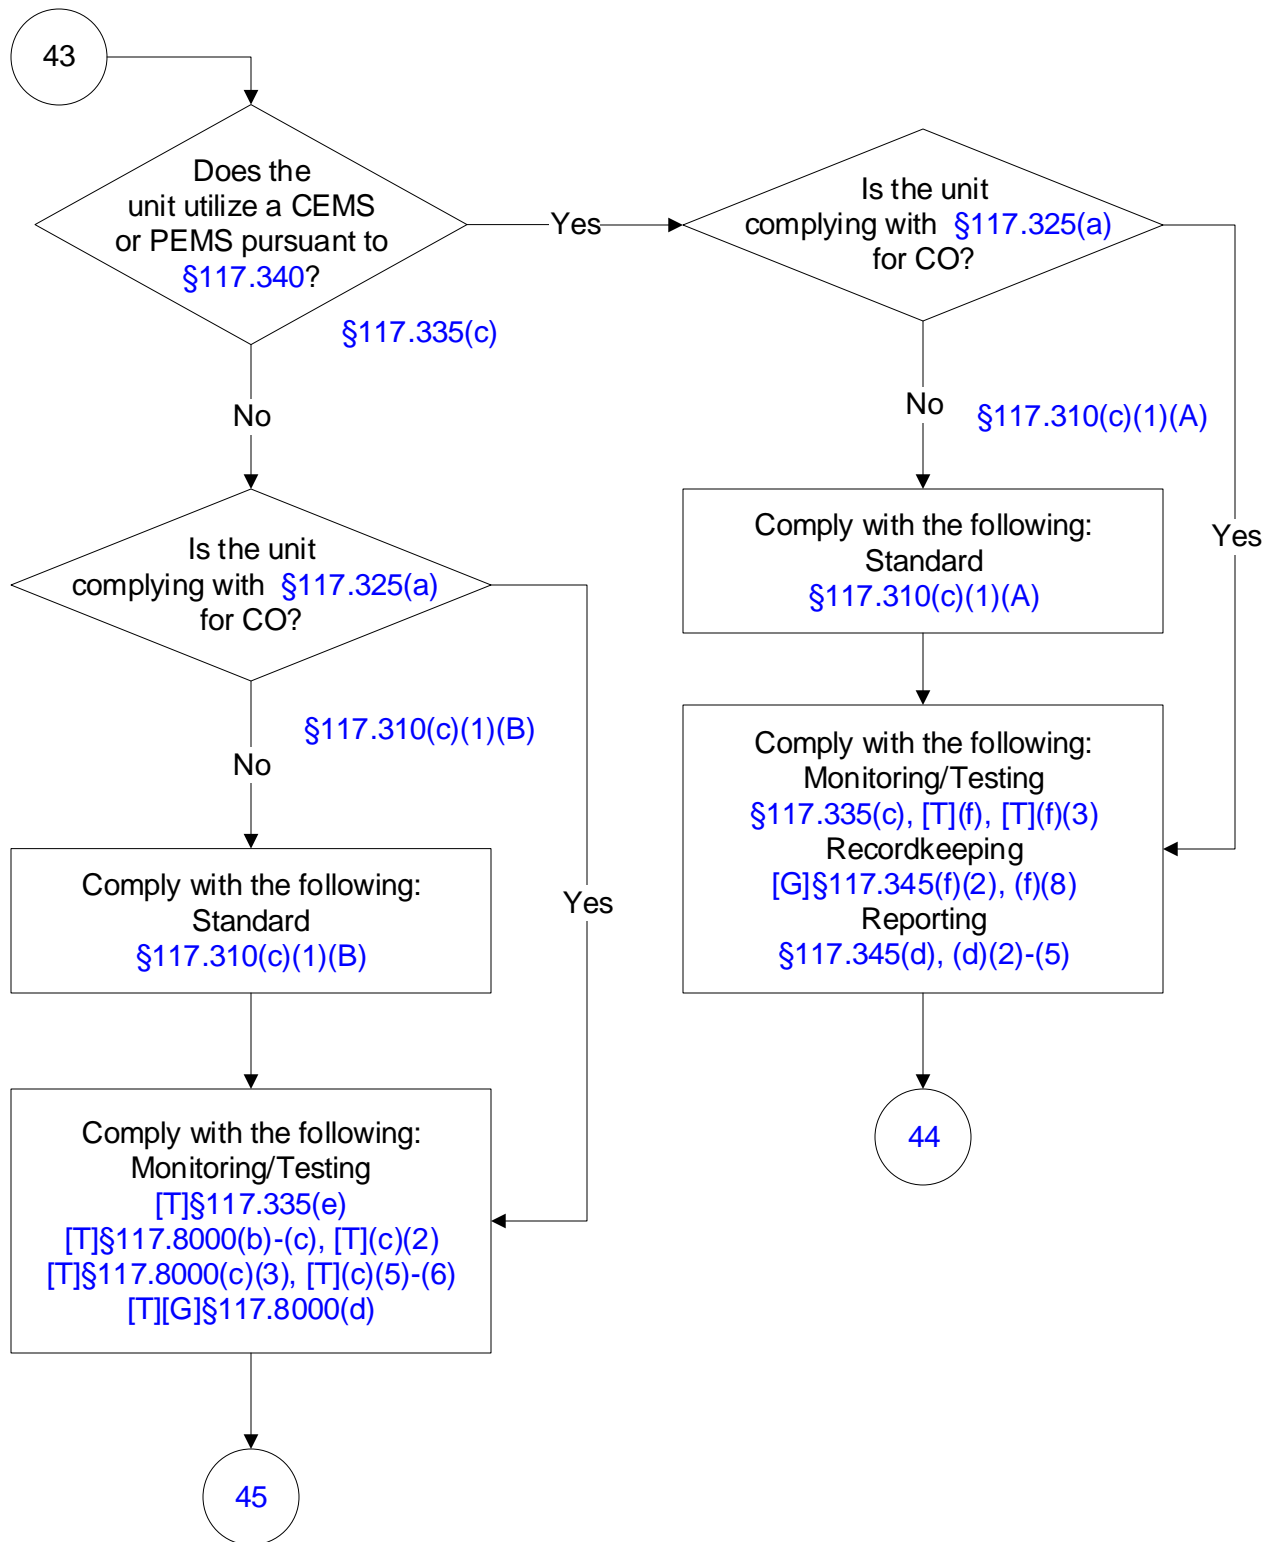 43
Does the
unit utilize a CEMS
or PEMS pursuant to
§117.340?
§117.335(c)
Yes
Is the unit
complying with §117.325(a)
for CO?
No
§117.310(c)(1)(A)
Yes
Comply with the following:
Standard
§117.310(c)(1)(A)
Comply with the following:
Monitoring/Testing
§117.335(c), [T](f), [T](f)(3)
Recordkeeping
[G]§117.345(f)(2), (f)(8)
Reporting
§117.345(d), (d)(2)-(5)
44
No
Is the unit
complying with §117.325(a)
for CO?
§117.310(c)(1)(B)
No
Yes
Comply with the following:
Standard
§117.310(c)(1)(B)
Comply with the following:
Monitoring/Testing
[T]§117.335(e)
[T]§117.8000(b)-(c), [T](c)(2)
[T]§117.8000(c)(3), [T](c)(5)-(6)
[T][G]§117.8000(d)
45